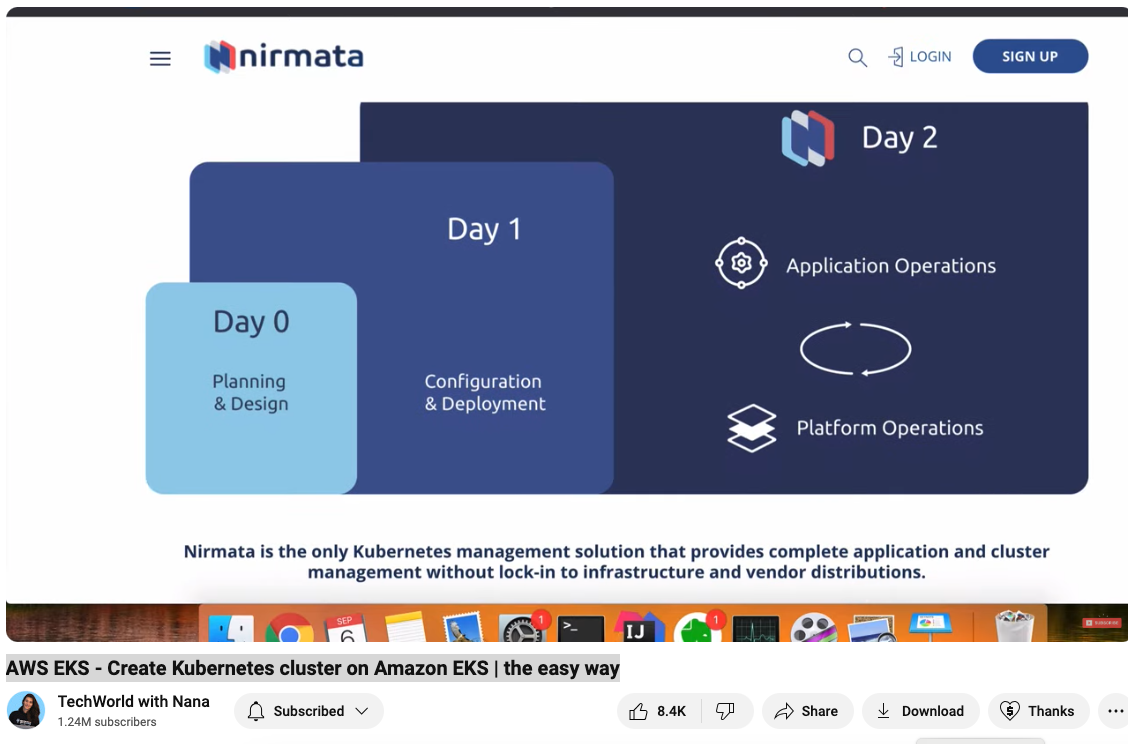 nirmata
LOGIN
SIGN UP
Day 2
Day 1
Application Operations
Day 0
Planning
& Design
Configuration
& Deployment
Platform Operations
Nirmata is the only Kubernetes management solution that provides complete application and cluster
management without lock-in to infrastructure and vendor distributions.
SEP
6
1
>_
IJ
1
SUBSCRIBE
AWS EKS - Create Kubernetes cluster on Amazon EKS | the easy way
TechWorld with Nana
1.24M subscribers
Subscribed
8.4K
Share
Download
Thanks